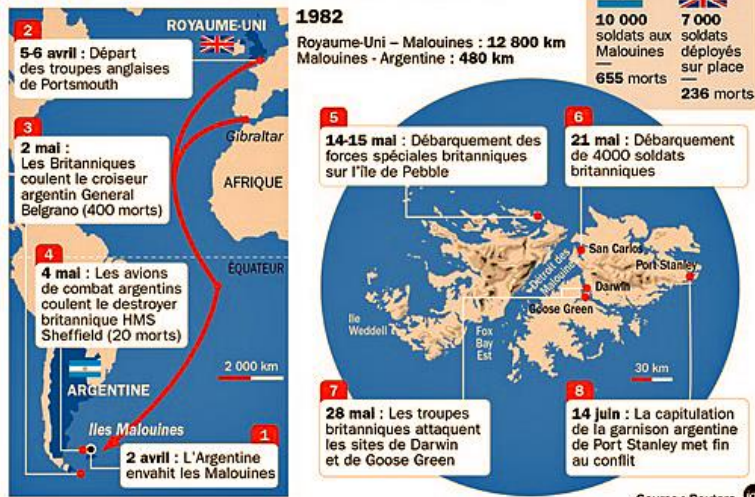 1982
Royaume-Uni – Malouines : 12 800 km
Malouines - Argentine : 480 km
10 000
soldats aux
Malouines
—
655 morts
7 000
soldats
déployés
sur place
—
236 morts
ROYAUME-UNI
2
5-6 avril : Départ
des troupes anglaises
de Portsmouth
3
2 mai :
Les Britanniques
coulent le croiseur
argentin General
Belgrano (400 morts)
Gibraltar
AFRIQUE
4
4 mai : Les avions
de combat argentins
coulent le destroyer
britannique HMS
Sheffield (20 morts)
ÉQUATEUR
2 000 km
ARGENTINE
Iles Malouines
1
2 avril : L'Argentine
envahit les Malouines
5
14-15 mai : Débarquement des
forces spéciales britanniques
sur l'île de Pebble
6
21 mai : Débarquement
de 4000 soldats
britanniques
San Carlos
Port Stanley
Détroit des
Malouines
Darwin
Goose Green
Ile
Weddell
Fox
Bay
Est
30 km
7
28 mai : Les troupes
britanniques attaquent
les sites de Darwin
et de Goose Green
8
14 juin : La capitulation
de la garnison argentine
de Port Stanley met fin
au conflit